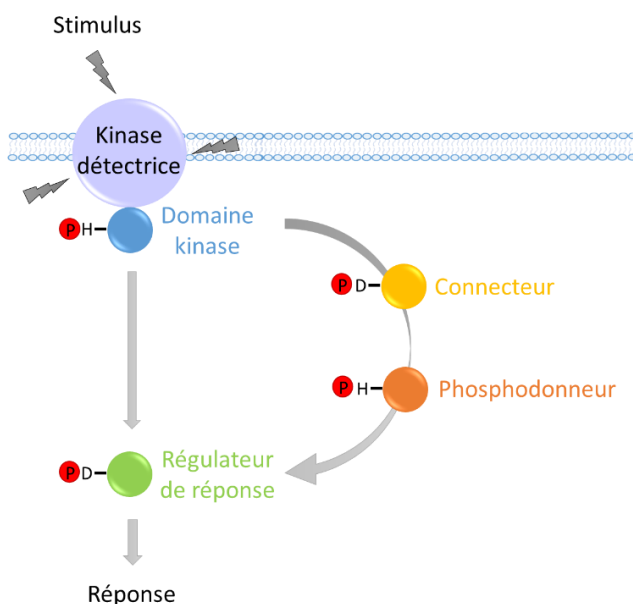 Stimulus
Kinase
détectrice
P H
Domaine
kinase
P D
Connecteur
P H
Phosphodonneur
P D
Régulateur
de réponse
Réponse